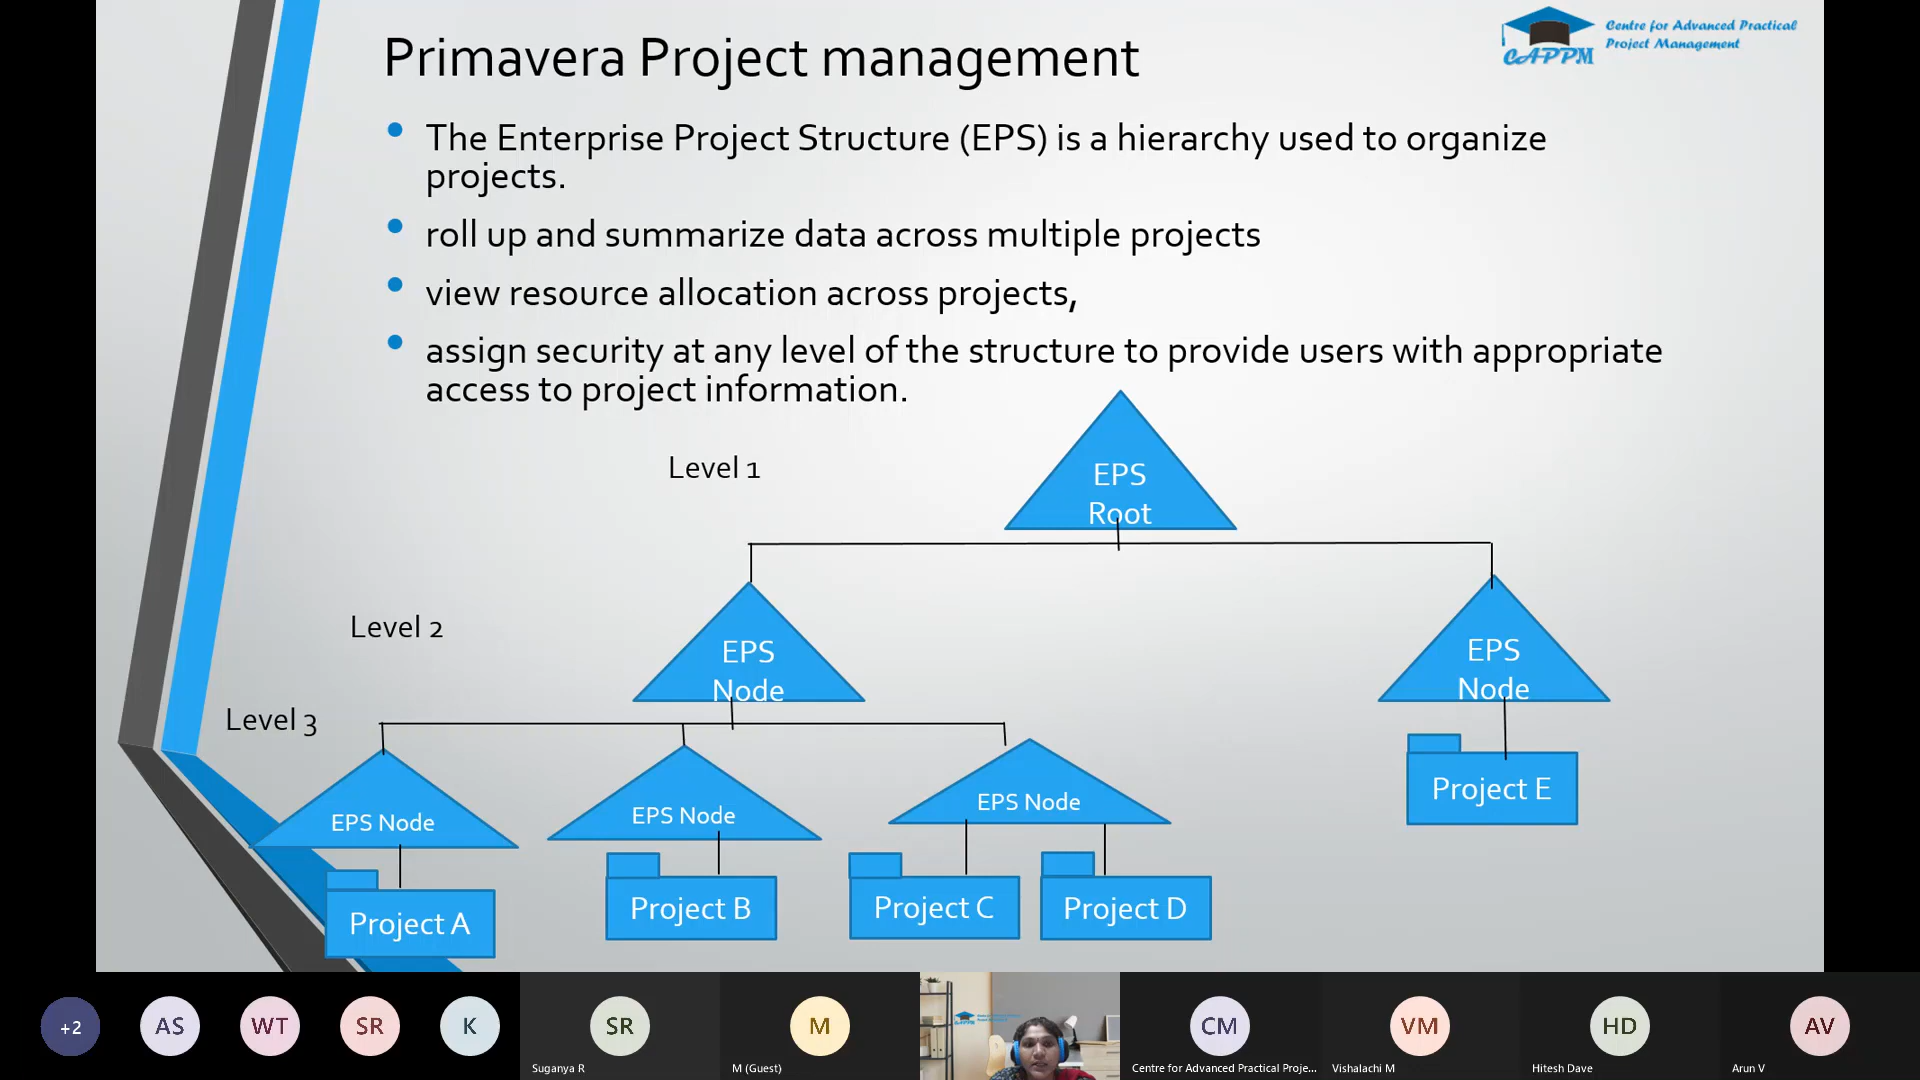 Primavera Project management
Centre for Advanced Practical
Project Management
CAPPM
The Enterprise Project Structure (EPS) is a hierarchy used to organize
projects.
roll up and summarize data across multiple projects
view resource allocation across projects,
assign security at any level of the structure to provide users with appropriate
access to project information.
Level 1
EPS
Root
Level 2
EPS
Node
EPS
Node
Level 3
EPS Node
EPS Node
EPS Node
Project E
Project A
Project B
Project C
Project D
+2
AS
WT
SR
K
SR
M
CM
VM
HD
AV
Suganya R
M (Guest)
CAPPM
Centre for Advanced Practical Proje...
Vishalachi M
Hitesh Dave
Arun V